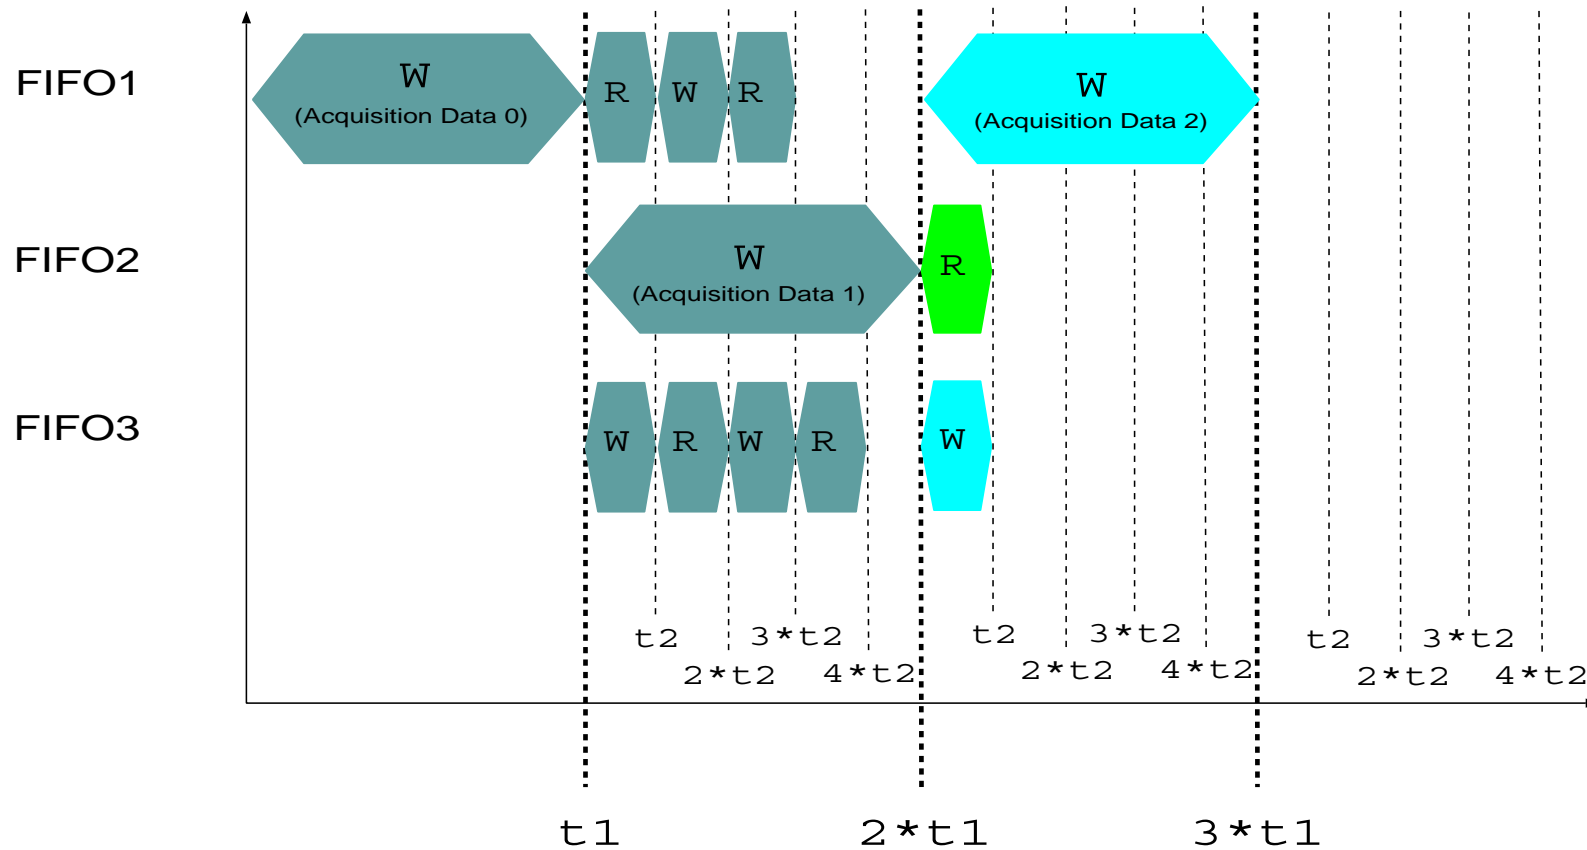 FIFO1
W
(Acquisition Data 0)
R W R
W
(Acquisition Data 2)
FIFO2
W
(Acquisition Data 1)
R
FIFO3
W R W R
W
t2 3*t2 t2 3*t2 t2 3*t2
2*t2 4*t2 2*t2 4*t2 2*t2 4*t2
t1 2*t1 3*t1